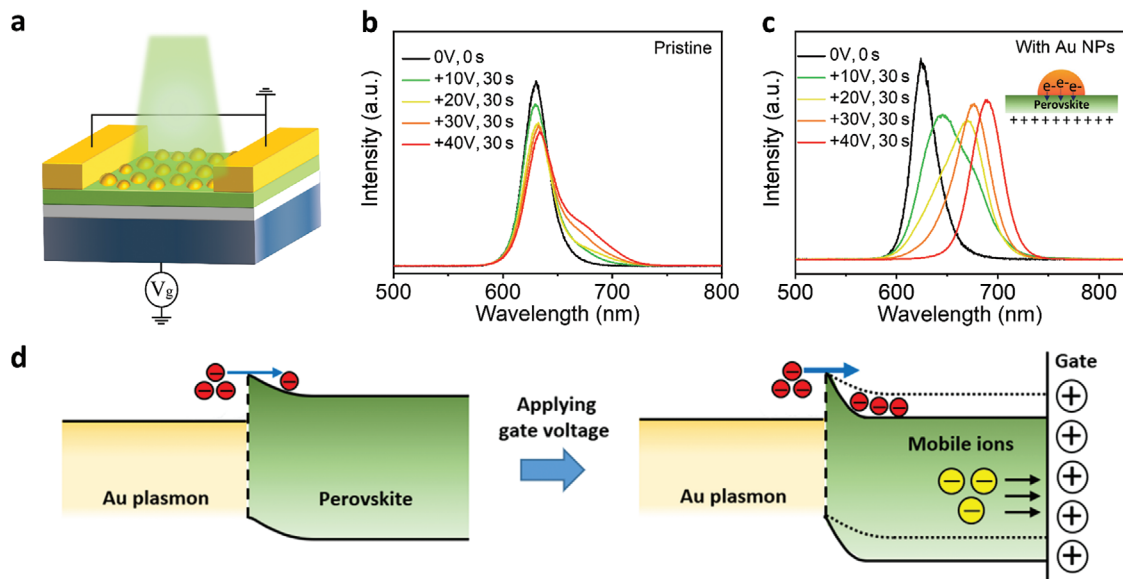 a
V_g
b
Pristine
0V, 0 s
+10V, 30 s
+20V, 30 s
+30V, 30 s
+40V, 30 s
Intensity (a.u.)
500 600 700 800
Wavelength (nm)
c
With Au NPs
0V, 0 s
+10V, 30 s
+20V, 30 s
+30V, 30 s
+40V, 30 s
e- e- e-
Perovskite
++++++++++
Intensity (a.u.)
500 600 700 800
Wavelength (nm)
d
Au plasmon
Perovskite
Applying
gate voltage
Au plasmon
Mobile ions
Gate